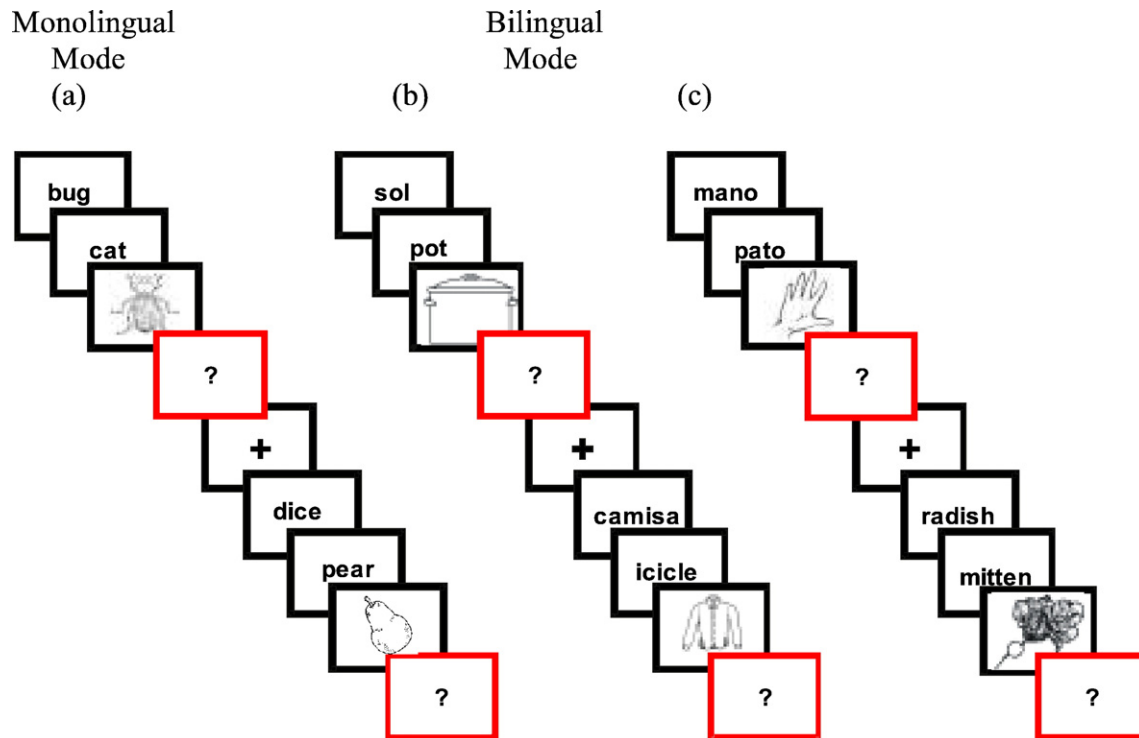 Monolingual
Mode
(a)
Bilingual
Mode
(b)
(c)
bug
cat
?
+
dice
pear
?
sol
pot
?
+
camisa
icicle
?
mano
pato
?
+
radish
mitten
?